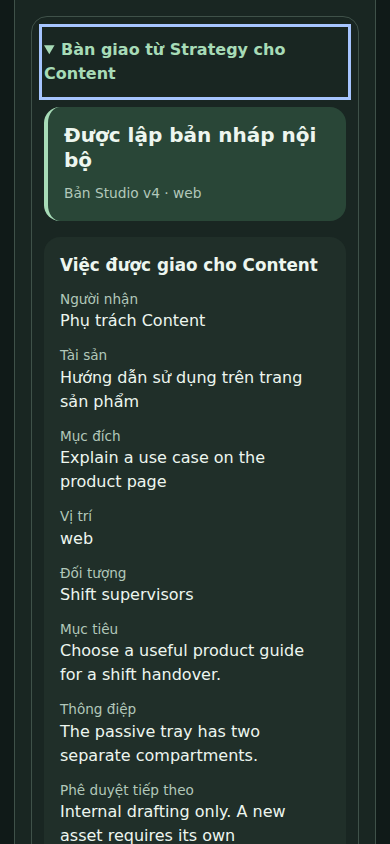 ▼ Bàn giao từ Strategy cho
Content
Được lập bản nháp nội
bộ
Bản Studio v4 · web
Việc được giao cho Content
Người nhận
Phụ trách Content
Tài sản
Hướng dẫn sử dụng trên trang
sản phẩm
Mục đích
Explain a use case on the
product page
Vị trí
web
Đối tượng
Shift supervisors
Mục tiêu
Choose a useful product guide
for a shift handover.
Thông điệp
The passive tray has two
separate compartments.
Phê duyệt tiếp theo
Internal drafting only. A new
asset requires its own